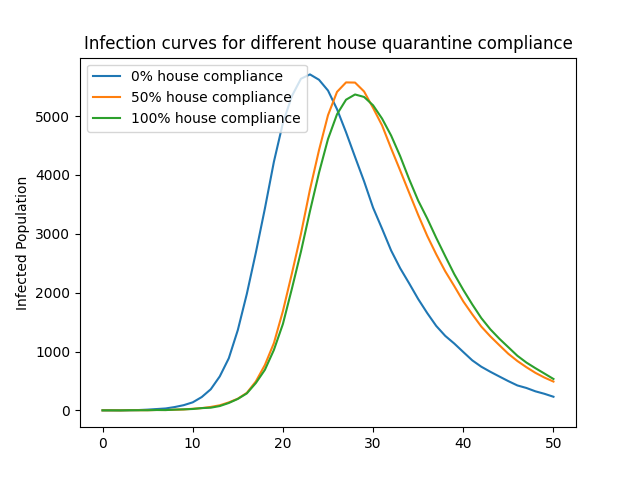 Infection curves for different house quarantine compliance
0% house compliance
50% house compliance
100% house compliance
Infected Population
5000
4000
3000
2000
1000
0
0 10 20 30 40 50